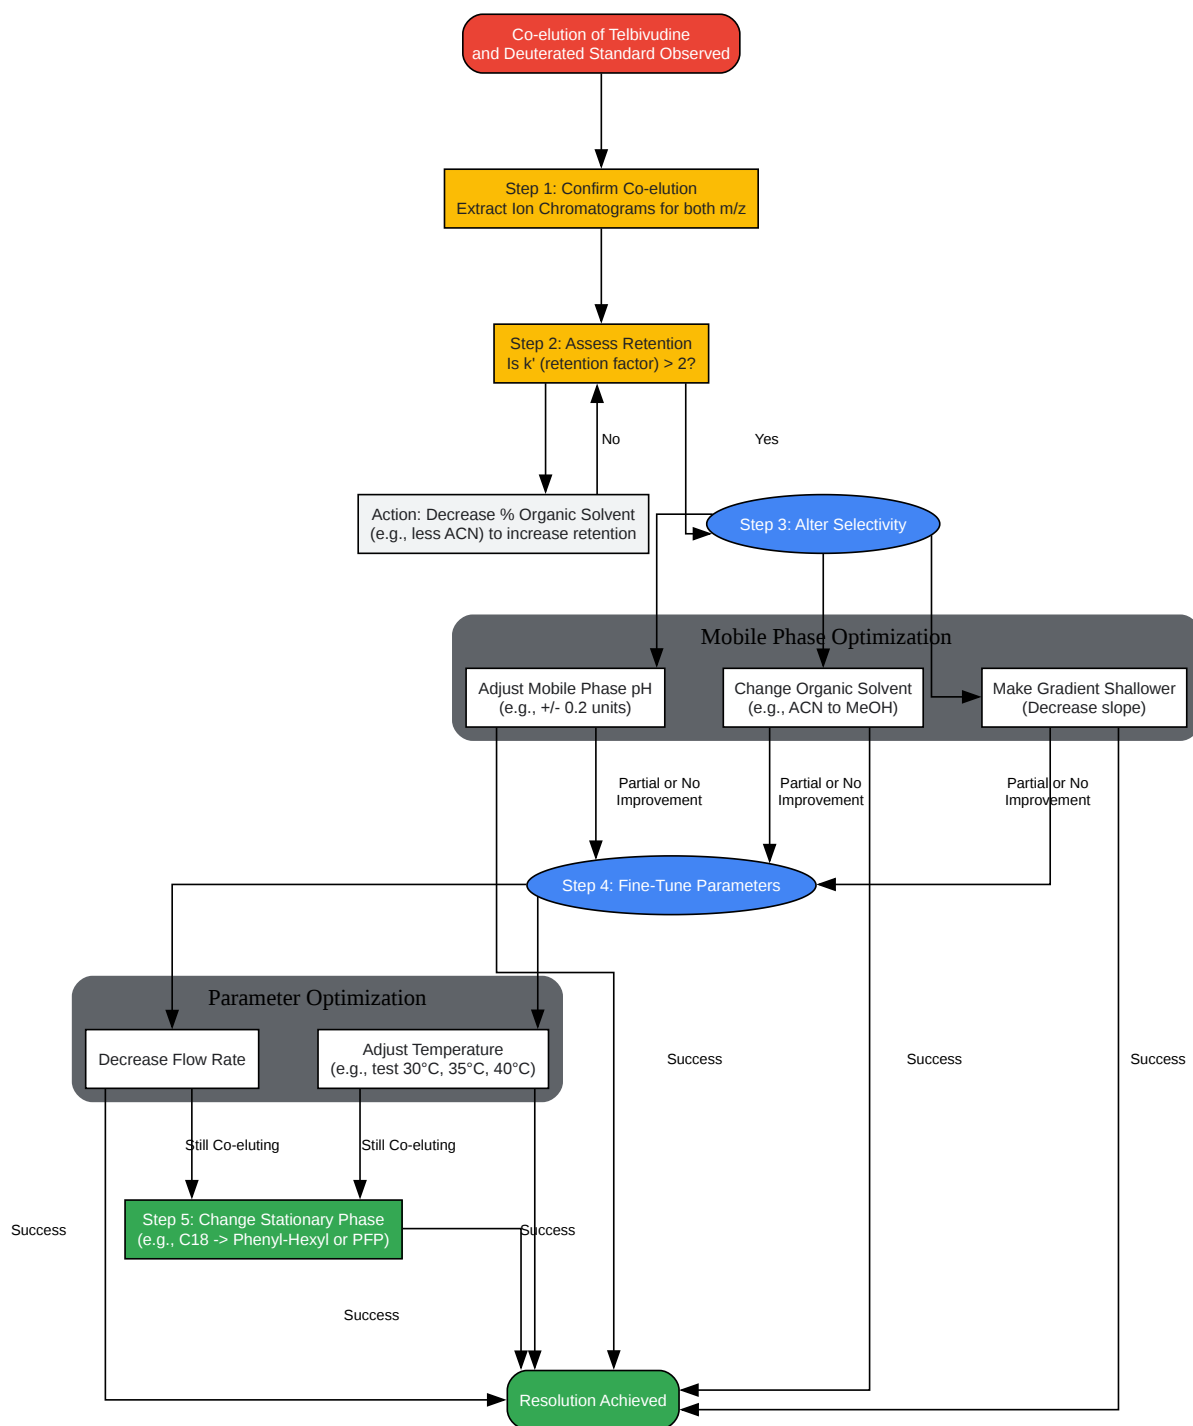 Co-elution of Telbivudine
and Deuterated Standard Observed
Step 1: Confirm Co-elution
Extract Ion Chromatograms for both m/z
Step 2: Assess Retention
Is k' (retention factor) > 2?
No
Yes
Action: Decrease % Organic Solvent
(e.g., less ACN) to increase retention
Step 3: Alter Selectivity
Mobile Phase Optimization
Adjust Mobile Phase pH
(e.g., +/- 0.2 units)
Change Organic Solvent
(e.g., ACN to MeOH)
Make Gradient Shallower
(Decrease slope)
Partial or No
Improvement
Partial or No
Improvement
Partial or No
Improvement
Step 4: Fine-Tune Parameters
Parameter Optimization
Decrease Flow Rate
Adjust Temperature
(e.g., test 30°C, 35°C, 40°C)
Success
Success
Success
Still Co-eluting
Still Co-eluting
Step 5: Change Stationary Phase
(e.g., C18 -> Phenyl-Hexyl or PFP)
Success
Success
Success
Resolution Achieved